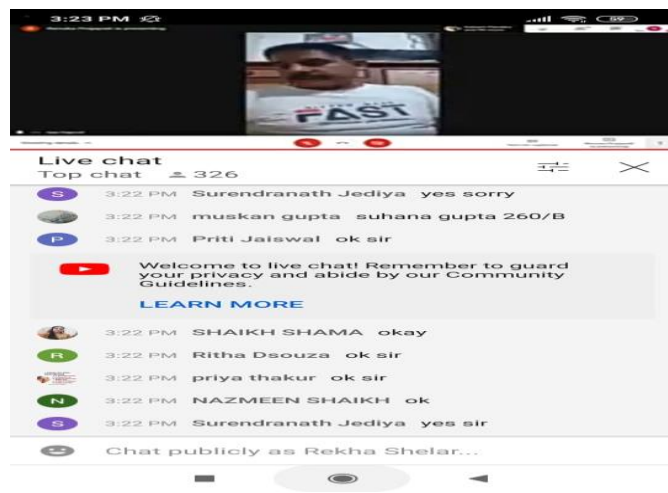 3:23 PM
59
FAST
Live chat
Top chat 326
S 3:22 PM Surendranath Jediya yes sorry
3:22 PM muskan gupta suhana gupta 260/B
P 3:22 PM Priti Jaiswal ok sir
Welcome to live chat! Remember to guard
your privacy and abide by our Community
Guidelines.
LEARN MORE
3:22 PM SHAIKH SHAMA okay
R 3:22 PM Ritha Dsouza ok sir
3:22 PM priya thakur ok sir
N 3:22 PM NAZMEEN SHAIKH ok
S 3:22 PM Surendranath Jediya yes sir
Chat publicly as Rekha Shelar...